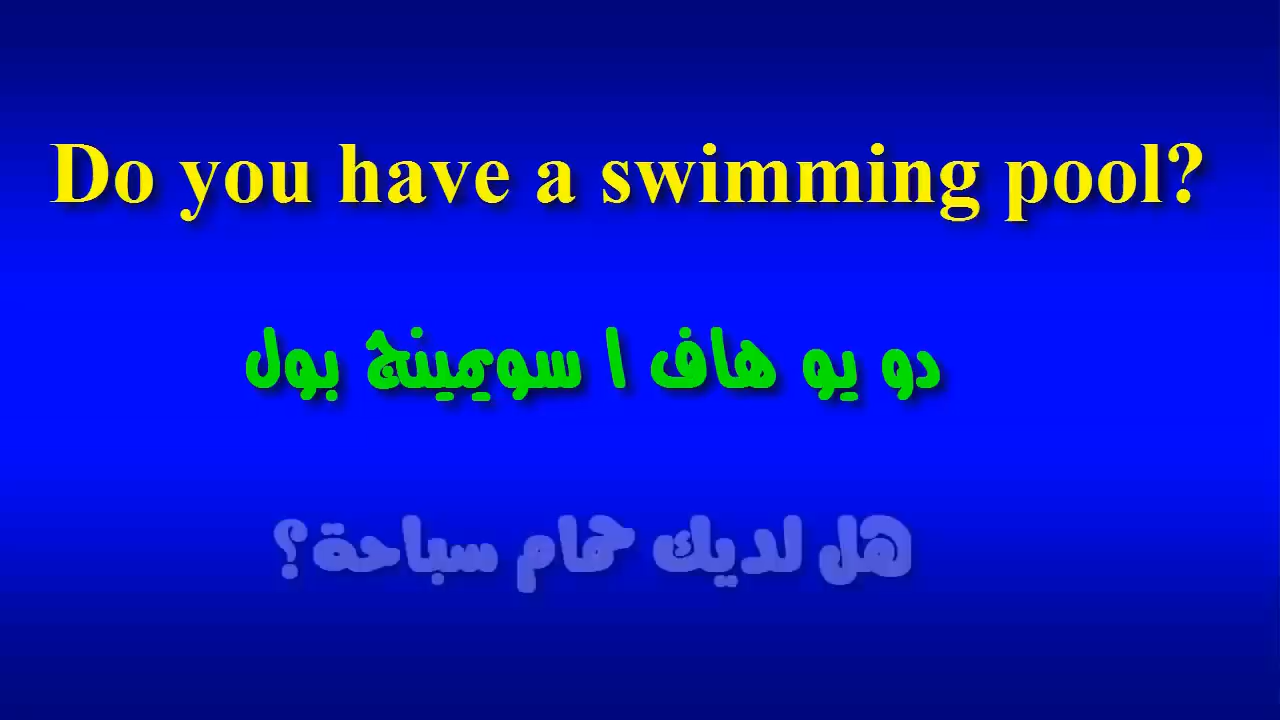 Do you have a swimming pool?
دو يو هاف ا سويمينج بول
هل لديك حمام سباحة؟